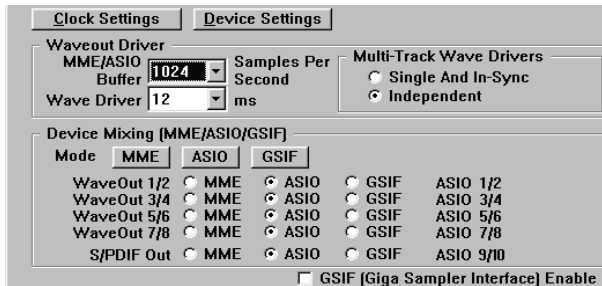 Clock Settings Device Settings
Waveout Driver
MME/ASIO Buffer 1024 Samples Per Second
Wave Driver 12 ms
Multi-Track Wave Drivers
Single And In-Sync
Independent
Device Mixing (MME/ASIO/GSIF)
Mode MME ASIO GSIF
WaveOut 1/2 MME ASIO GSIF ASIO 1/2
WaveOut 3/4 MME ASIO GSIF ASIO 3/4
WaveOut 5/6 MME ASIO GSIF ASIO 5/6
WaveOut 7/8 MME ASIO GSIF ASIO 7/8
S/PDIF Out MME ASIO GSIF ASIO 9/10
GSIF (Giga Sampler Interface) Enable